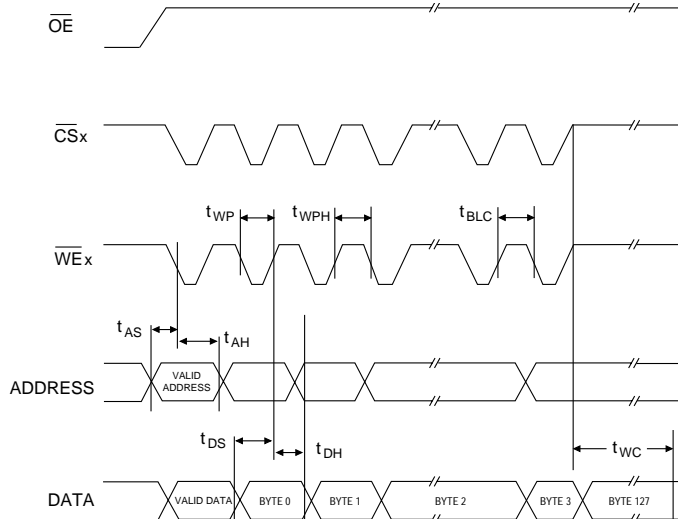 OE
CSx
tWP
tWPH
tBLC
WEx
tAS
tAH
ADDRESS
VALID
ADDRESS
tDS
tDH
tWC
DATA
VALID DATA
BYTE 0
BYTE 1
BYTE 2
BYTE 3
BYTE 127